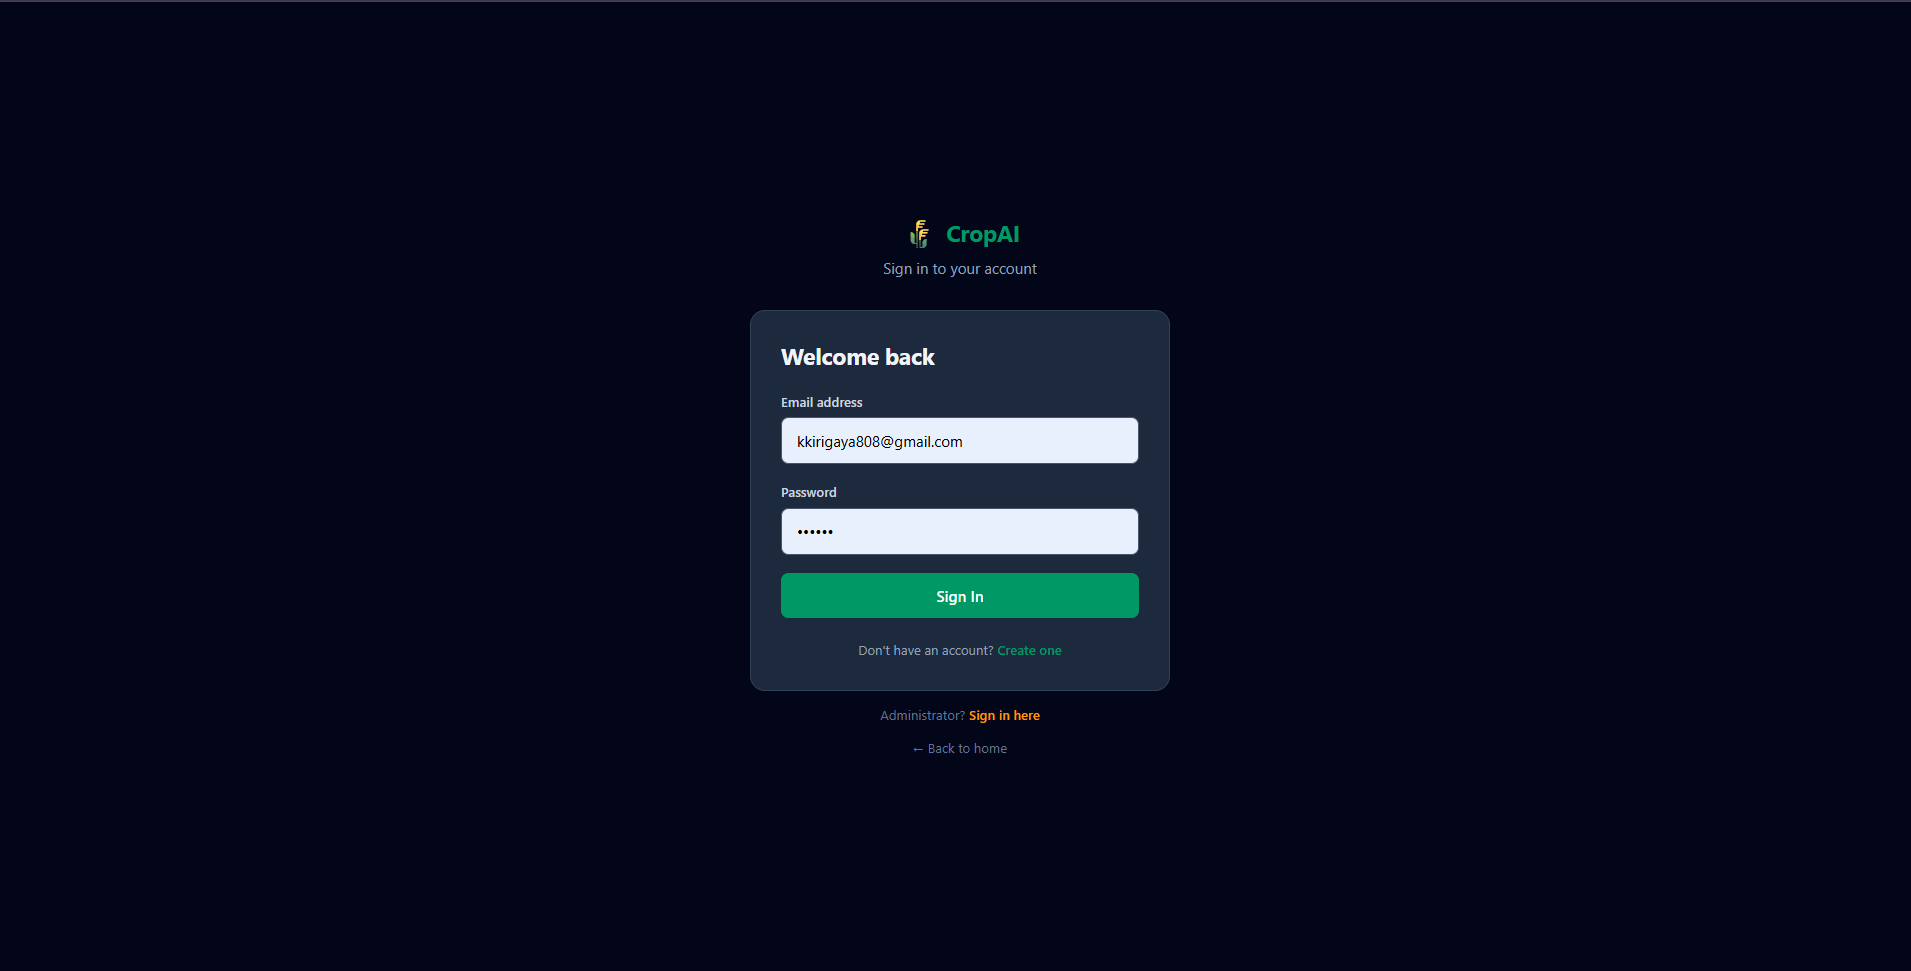 CropAI
Sign in to your account
Welcome back
Email address
kkirigaya808@gmail.com
Password
••••••
Sign In
Don't have an account? Create one
Administrator? Sign in here
← Back to home